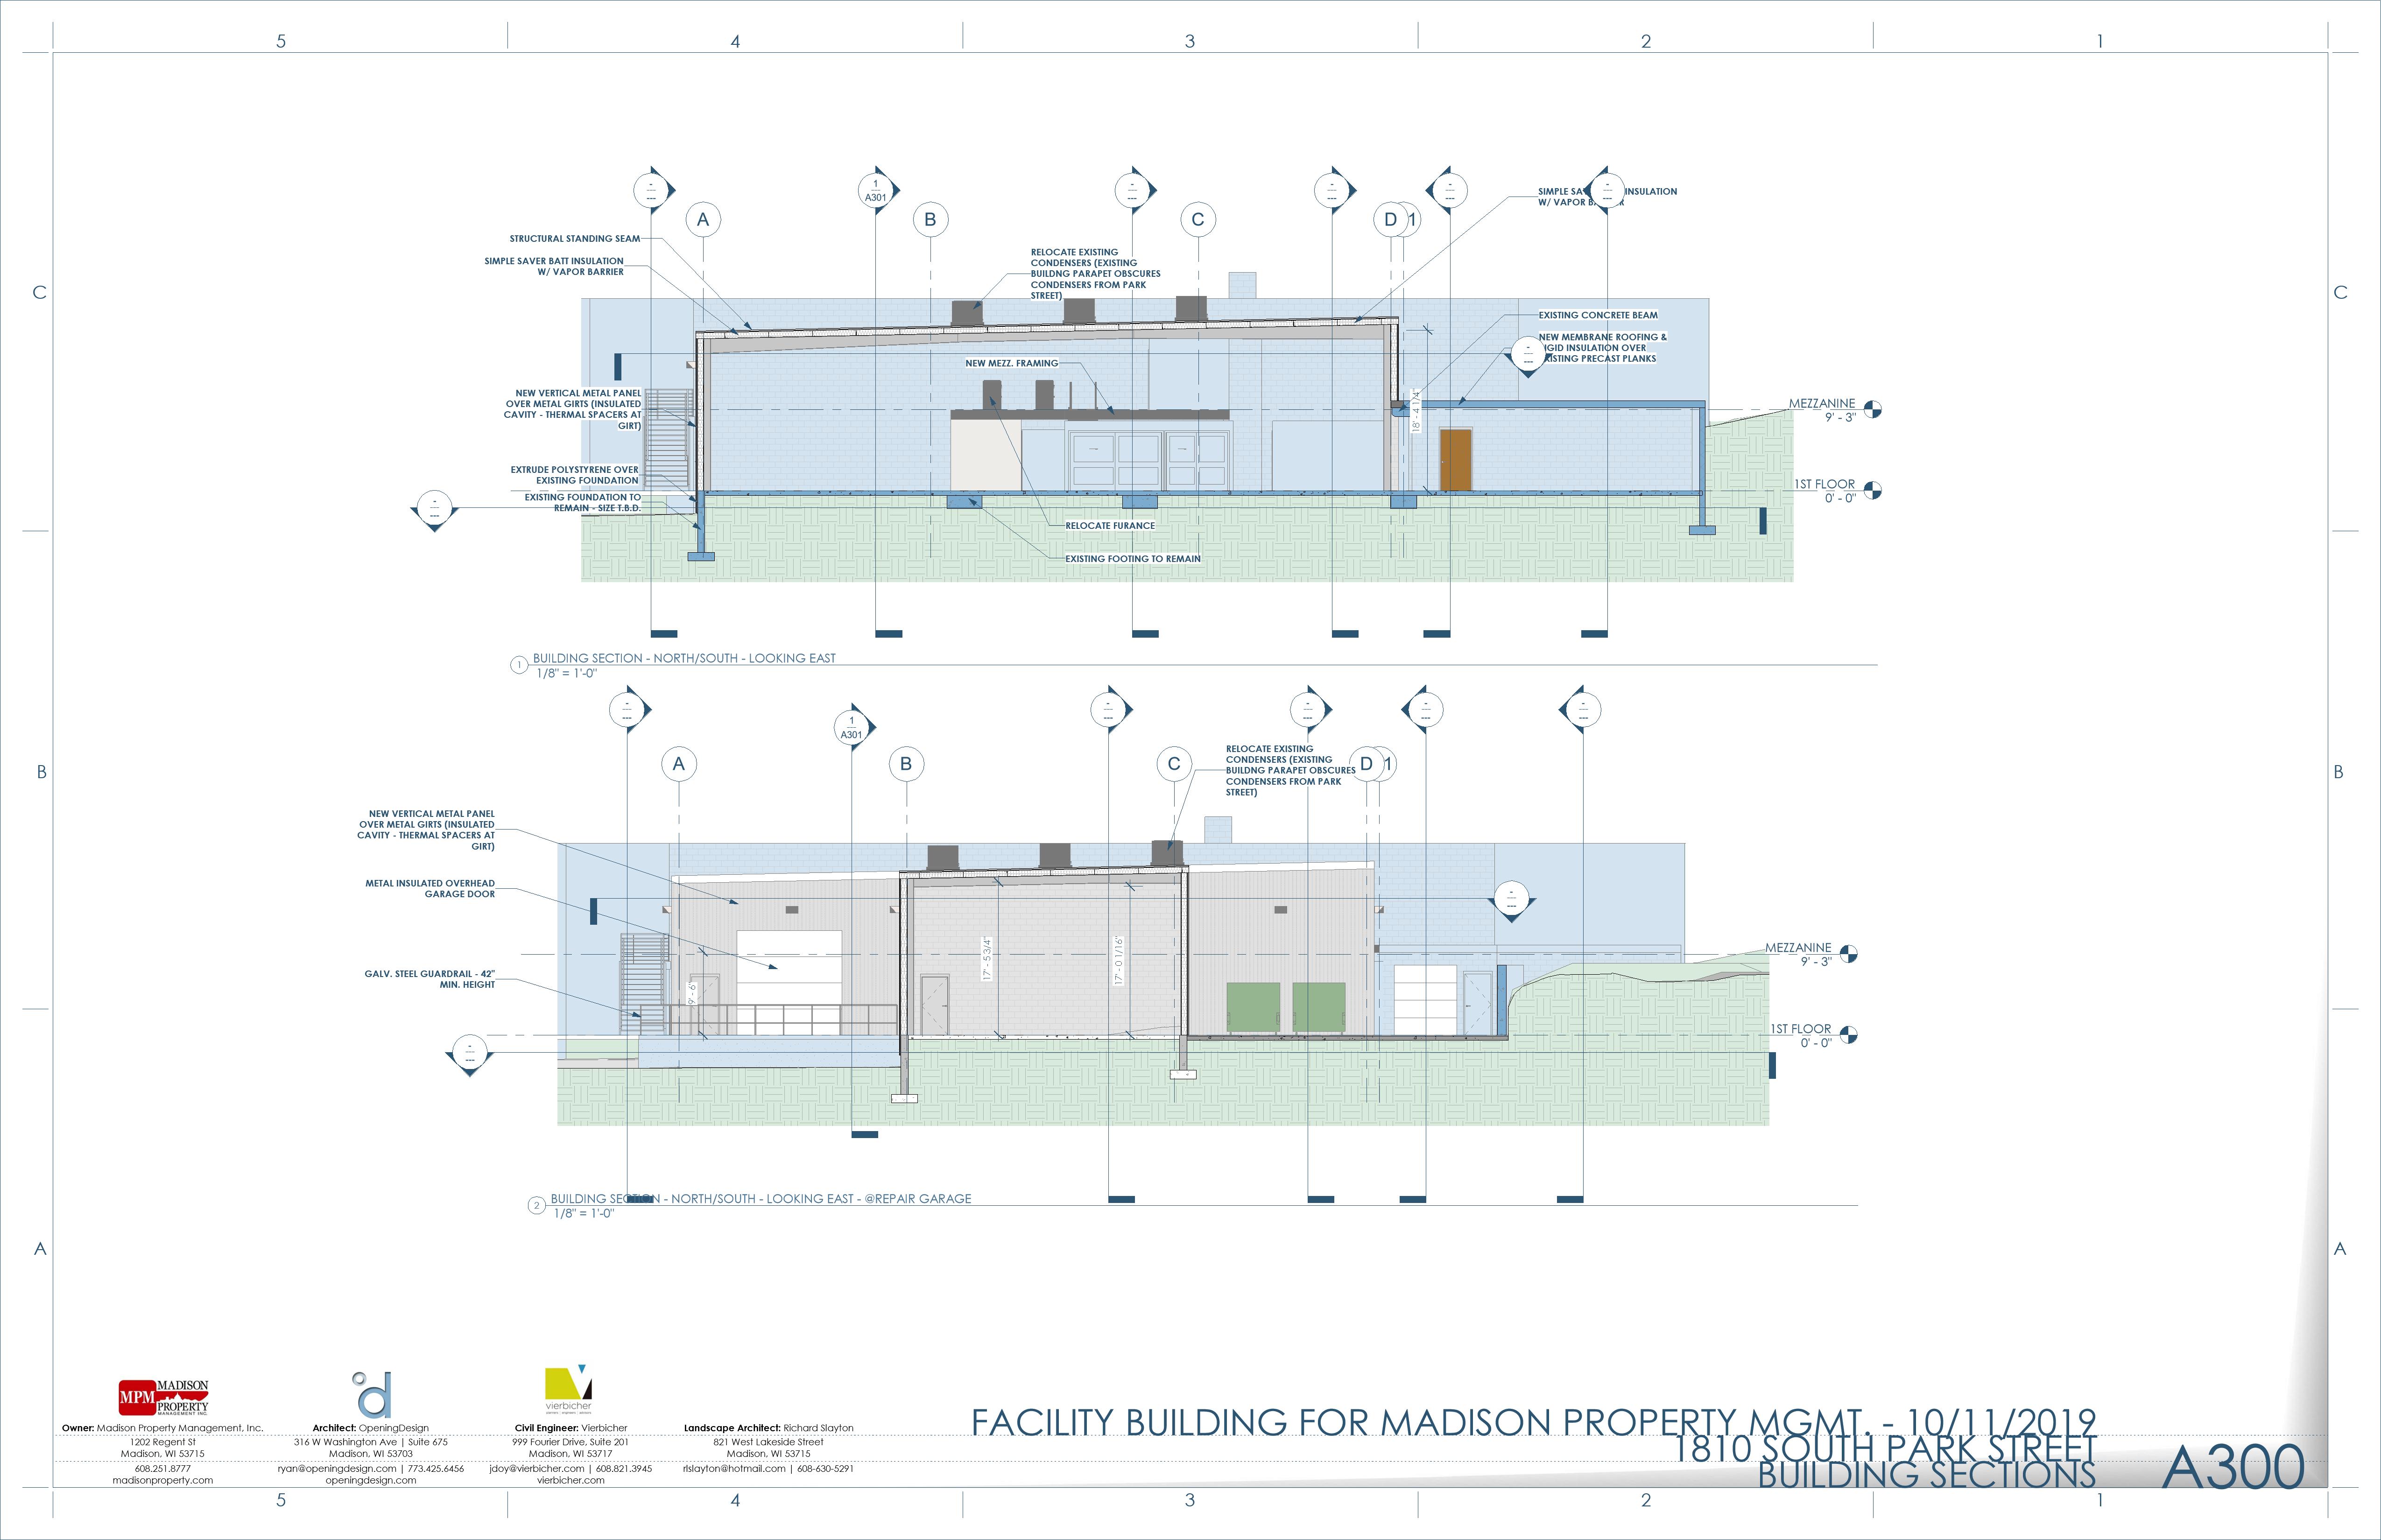 5 4 3 2 1
C
C
-
---
1
A301
-
---
-
---
-
---
-
---
A
B
C
D
1
SIMPLE SA INSULATION
W/ VAPOR B R
STRUCTURAL STANDING SEAM
SIMPLE SAVER BATT INSULATION
W/ VAPOR BARRIER
RELOCATE EXISTING
CONDENSERS (EXISTING
BUILDNG PARAPET OBSCURES
CONDENSERS FROM PARK
STREET)
EXISTING CONCRETE BEAM
NEW MEMBRANE ROOFING &
IGID INSULATION OVER
XISTING PRECAST PLANKS
-
---
NEW MEZZ. FRAMING
NEW VERTICAL METAL PANEL
OVER METAL GIRTS (INSULATED
CAVITY - THERMAL SPACERS AT
GIRT)
18' - 4 1/4"
MEZZANINE
9' - 3"
EXTRUDE POLYSTYRENE OVER
EXISTING FOUNDATION
EXISTING FOUNDATION TO
REMAIN - SIZE T.B.D.
-
---
1ST FLOOR
0' - 0"
RELOCATE FURANCE
EXISTING FOOTING TO REMAIN
1
BUILDING SECTION - NORTH/SOUTH - LOOKING EAST
1/8" = 1'-0"
B
B
-
---
1
A301
-
---
-
---
-
---
-
---
A
B
C
D
1
RELOCATE EXISTING
CONDENSERS (EXISTING
BUILDNG PARAPET OBSCURES
CONDENSERS FROM PARK
STREET)
NEW VERTICAL METAL PANEL
OVER METAL GIRTS (INSULATED
CAVITY - THERMAL SPACERS AT
GIRT)
METAL INSULATED OVERHEAD
GARAGE DOOR
-
---
GALV. STEEL GUARDRAIL - 42"
MIN. HEIGHT
9' - 6"
17' - 5 3/4"
17' - 0 1/16"
MEZZANINE
9' - 3"
1ST FLOOR
0' - 0"
-
---
2
BUILDING SECTION - NORTH/SOUTH - LOOKING EAST - @REPAIR GARAGE
1/8" = 1'-0"
A
A
MPM MADISON
PROPERTY
MANAGEMENT INC.
d
vierbicher
planners | engineers | advisors
Owner: Madison Property Management, Inc.
1202 Regent St
Madison, WI 53715
608.251.8777
madisonproperty.com
Architect: OpeningDesign
316 W Washington Ave | Suite 675
Madison, WI 53703
ryan@openingdesign.com | 773.425.6456
openingdesign.com
Civil Engineer: Vierbicher
999 Fourier Drive, Suite 201
Madison, WI 53717
jdoy@vierbicher.com | 608.821.3945
vierbicher.com
Landscape Architect: Richard Slayton
821 West Lakeside Street
Madison, WI 53715
rlslayton@hotmail.com | 608-630-5291
FACILITY BUILDING FOR MADISON PROPERTY MGMT. - 10/11/2019
1810 SOUTH PARK STREET
BUILDING SECTIONS
A300
5 4 3 2 1